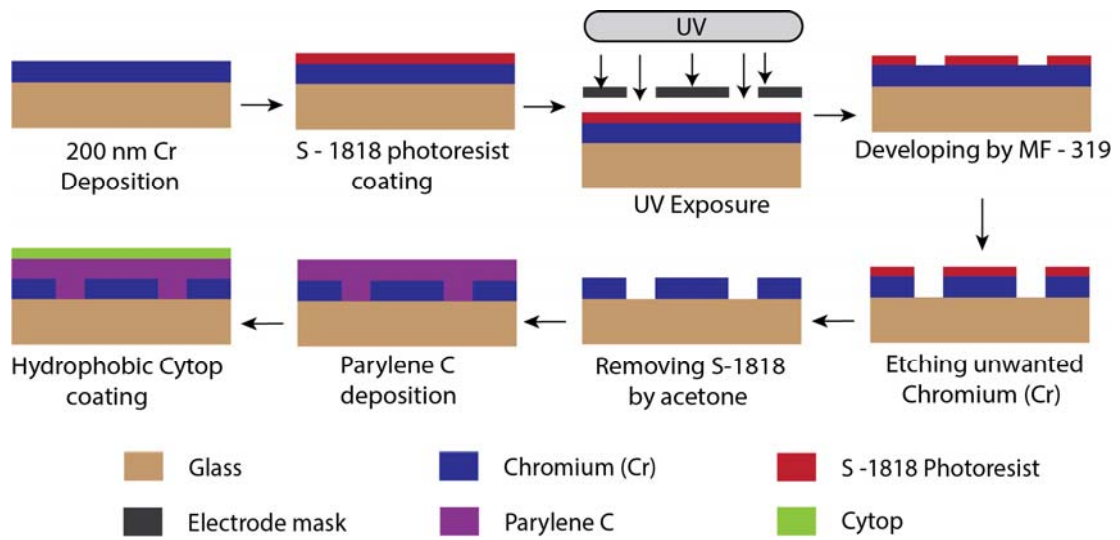 UV
200 nm Cr
Deposition
S - 1818 photoresist
coating
UV Exposure
Developing by MF - 319
Hydrophobic Cytop
coating
Parylene C
deposition
Removing S-1818
by acetone
Etching unwanted
Chromium (Cr)
Glass
Chromium (Cr)
S -1818 Photoresist
Electrode mask
Parylene C
Cytop